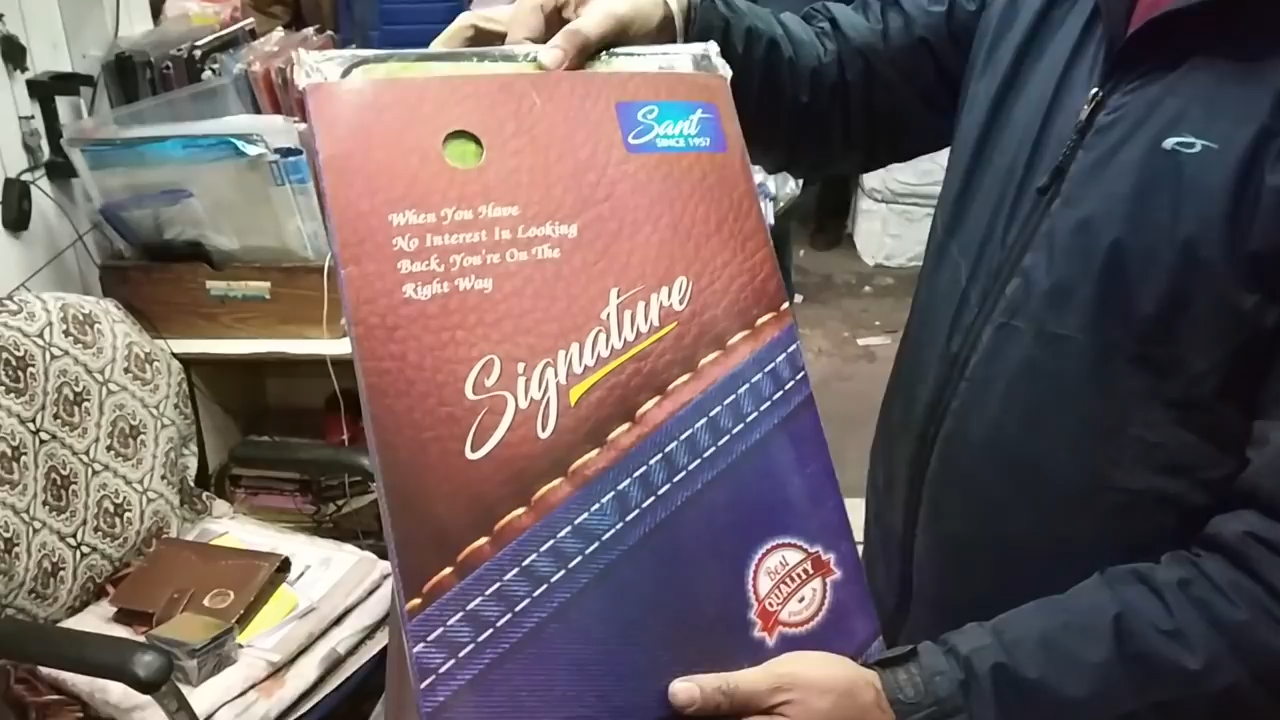 Sant
SINCE 1957
When You Have
No Interest In Looking
Back, You're On The
Right Way
Signature
Best
QUALITY